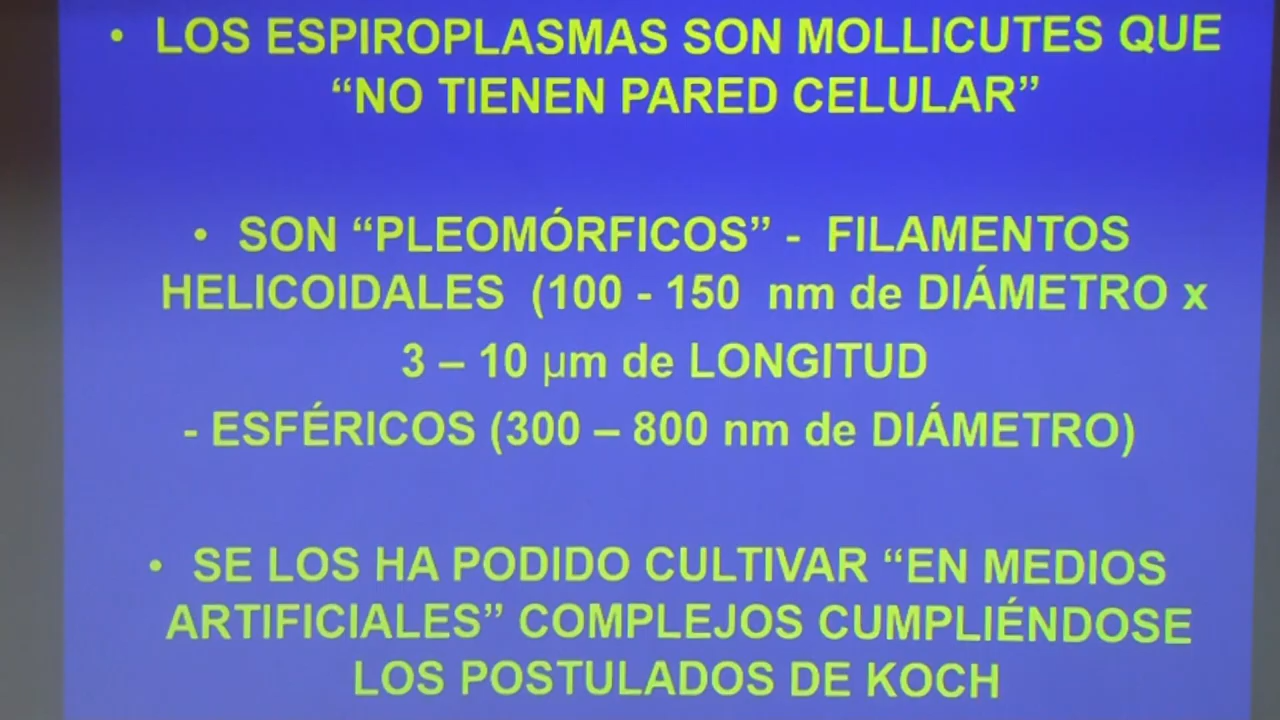 • LOS ESPIROPLASMAS SON MOLLICUTES QUE
“NO TIENEN PARED CELULAR”
• SON “PLEOMÓRFICOS” - FILAMENTOS
HELICOIDALES (100 - 150 nm de DIÁMETRO x
3 – 10 µm de LONGITUD
- ESFÉRICOS (300 – 800 nm de DIÁMETRO)
• SE LOS HA PODIDO CULTIVAR “EN MEDIOS
ARTIFICIALES” COMPLEJOS CUMPLIÉNDOSE
LOS POSTULADOS DE KOCH